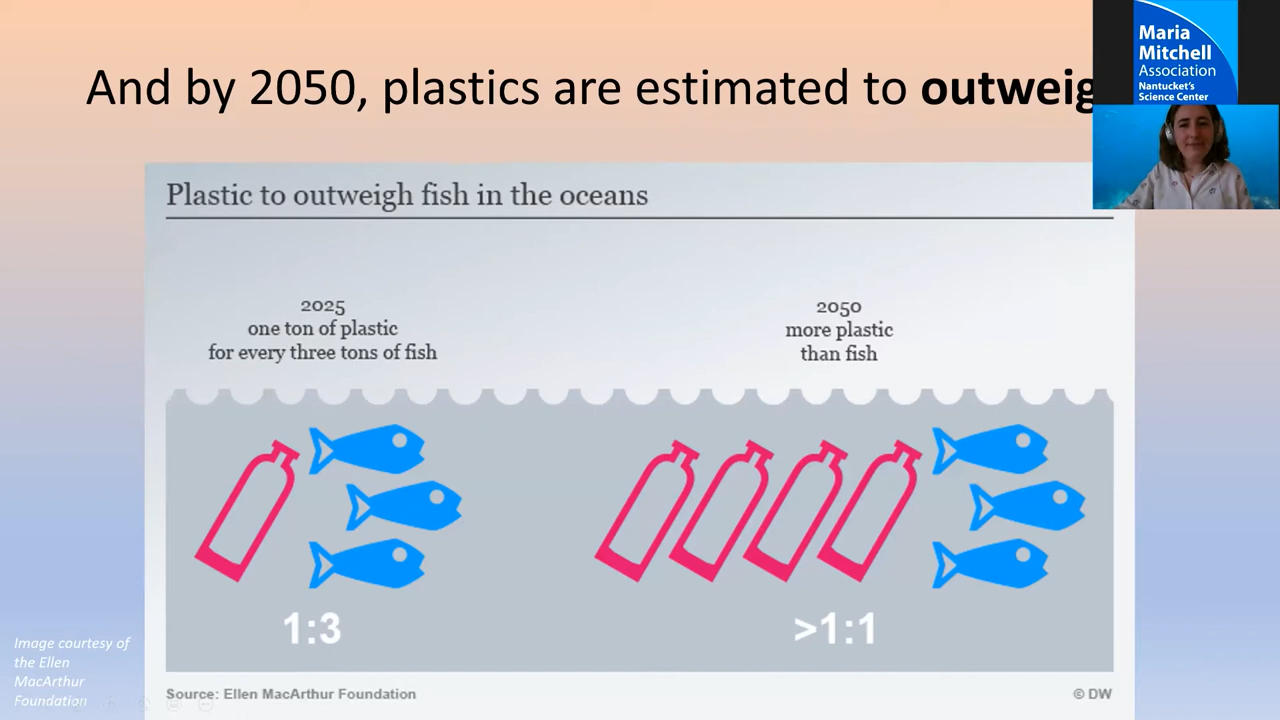 And by 2050, plastics are estimated to outweig
Maria
Mitchell
Association
Nantucket's
Science Center
Plastic to outweigh fish in the oceans
2025
one ton of plastic
for every three tons of fish
2050
more plastic
than fish
1:3
>1:1
Image courtesy of
the Ellen
MacArthur
Foundation
Source: Ellen MacArthur Foundation
© DW